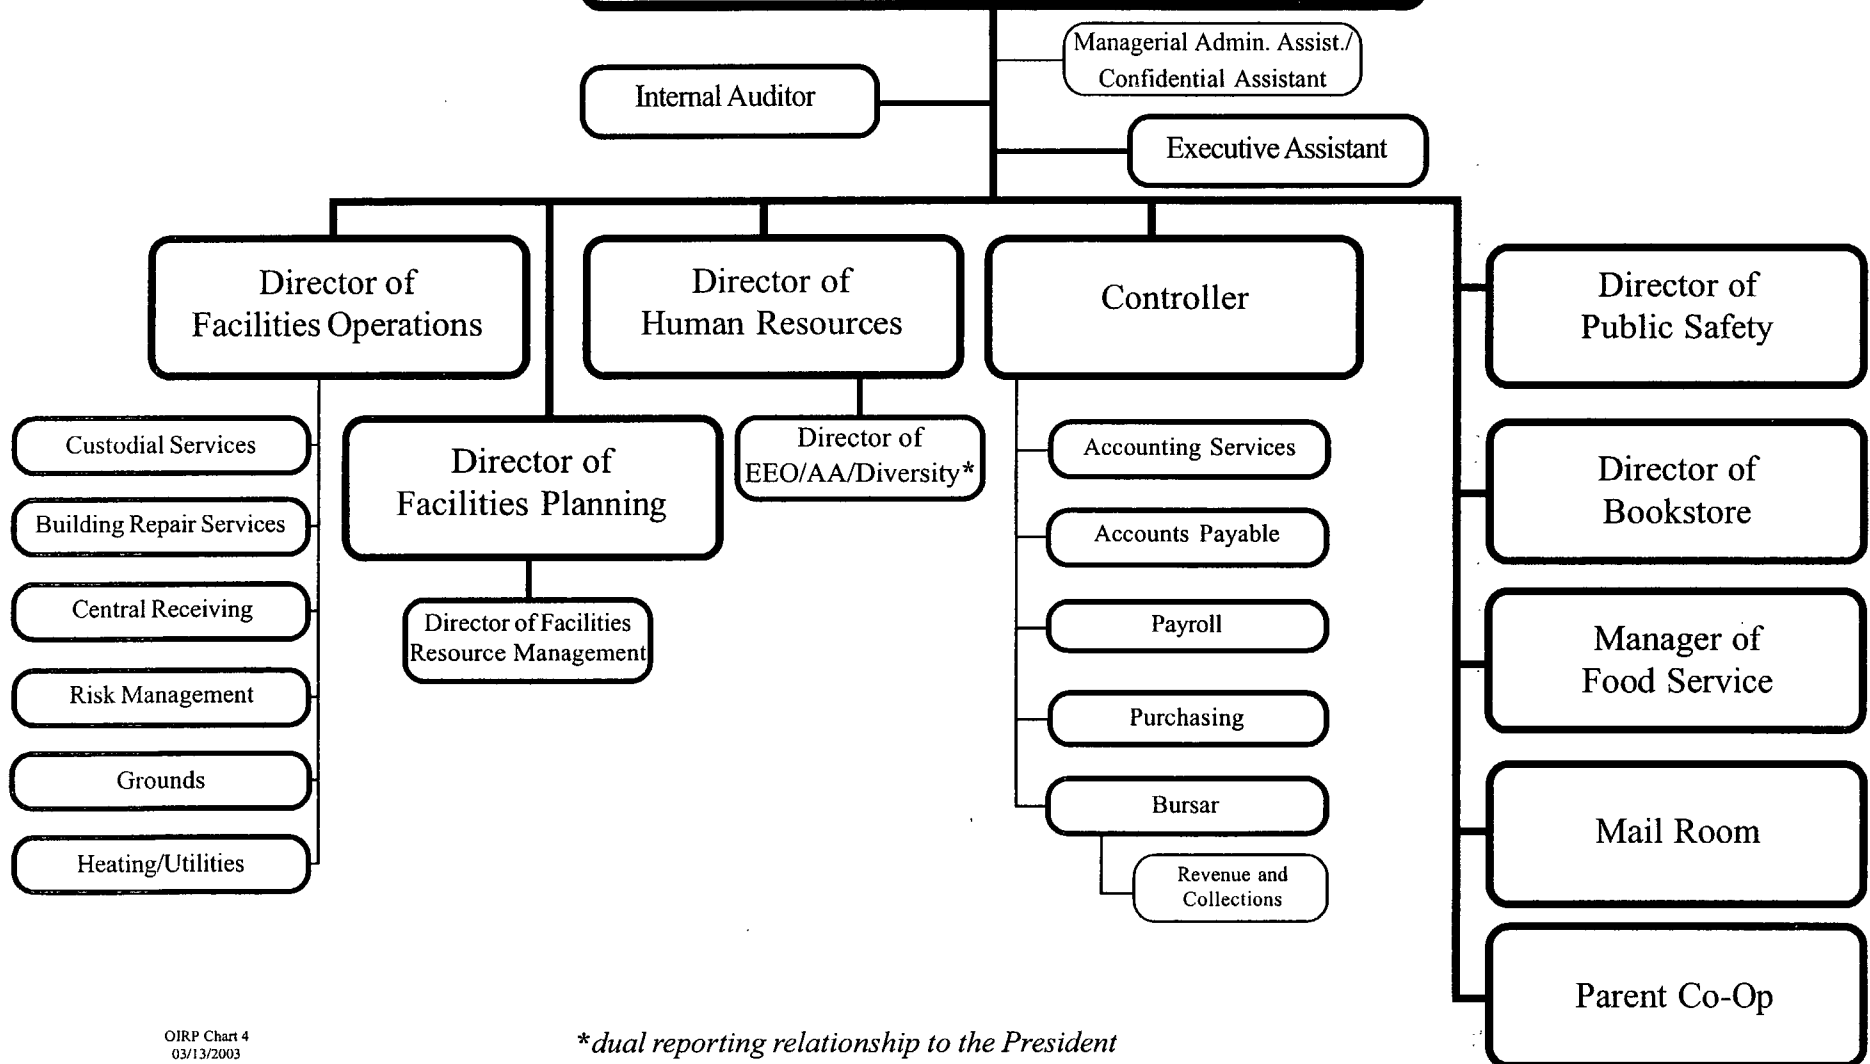 Managerial Admin. Assist./
Confidential Assistant
Internal Auditor
Executive Assistant
Director of
Facilities Operations
Director of
Human Resources
Controller
Director of
Public Safety
Custodial Services
Building Repair Services
Central Receiving
Risk Management
Grounds
Heating/Utilities
Director of
Facilities Planning
Director of Facilities
Resource Management
Director of
EEO/AA/Diversity*
Accounting Services
Accounts Payable
Payroll
Purchasing
Bursar
Revenue and
Collections
Director of
Bookstore
Manager of
Food Service
Mail Room
Parent Co-Op
OIRP Chart 4
03/13/2003
*dual reporting relationship to the President